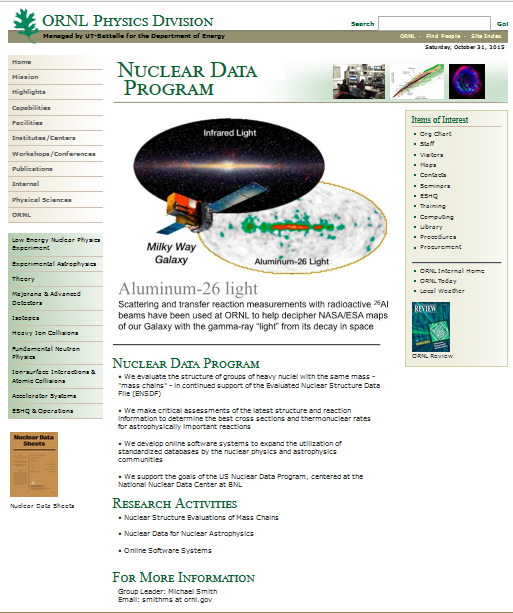 ORNL PHYSICS DIVISION
Search
Go!
Managed by UT-Battelle for the Department of Energy
ORNL · Find People · Site Index
Saturday, October 31, 2015
Home
Mission
Highlights
Capabilities
Facilities
Institutes/Centers
Workshops/Conferences
Publications
Internal
Physical Sciences
ORNL
Low Energy Nuclear Physics
Experiment
Experimental Astrophysics
Theory
Majorana & Advanced
Detectors
Isotopes
Heavy Ion Collisions
Fundamental Neutron
Physics
Ion-surface Interactions &
Atomic Collisions
Accelerator Systems
ESHQ & Operations
Nuclear Data
Sheets
Nuclear Data Sheets
NUCLEAR DATA
PROGRAM
Infrared Light
Milky Way
Galaxy
Aluminum-26 Light
Aluminum-26 light
Scattering and transfer reaction measurements with radioactive ²⁶Al
beams have been used at ORNL to help decipher NASA/ESA maps
of our Galaxy with the gamma-ray "light" from its decay in space
NUCLEAR DATA PROGRAM
• We evaluate the structure of groups of heavy nuclei with the same mass -
"mass chains" - in continued support of the Evaluated Nuclear Structure Data
File (ENSDF)
• We make critical assessments of the latest structure and reaction
information to determine the best cross sections and thermonuclear rates
for astrophysically important reactions
• We develop online software systems to expand the utilization of
standardized databases by the nuclear physics and astrophysics
communities
• We support the goals of the US Nuclear Data Program, centered at the
National Nuclear Data Center at BNL
RESEARCH ACTIVITIES
• Nuclear Structure Evaluations of Mass Chains
• Nuclear Data for Nuclear Astrophysics
• Online Software Systems
FOR MORE INFORMATION
Group Leader: Michael Smith
Email: smithms at ornl.gov
Items of Interest
• Org Chart
• Staff
• Visitors
• Maps
• Contacts
• Seminars
• ESHQ
• Training
• Computing
• Library
• Procedures
• Procurement
• ORNL Internal Home
• ORNL Today
• Local Weather
REVIEW
ORNL Review